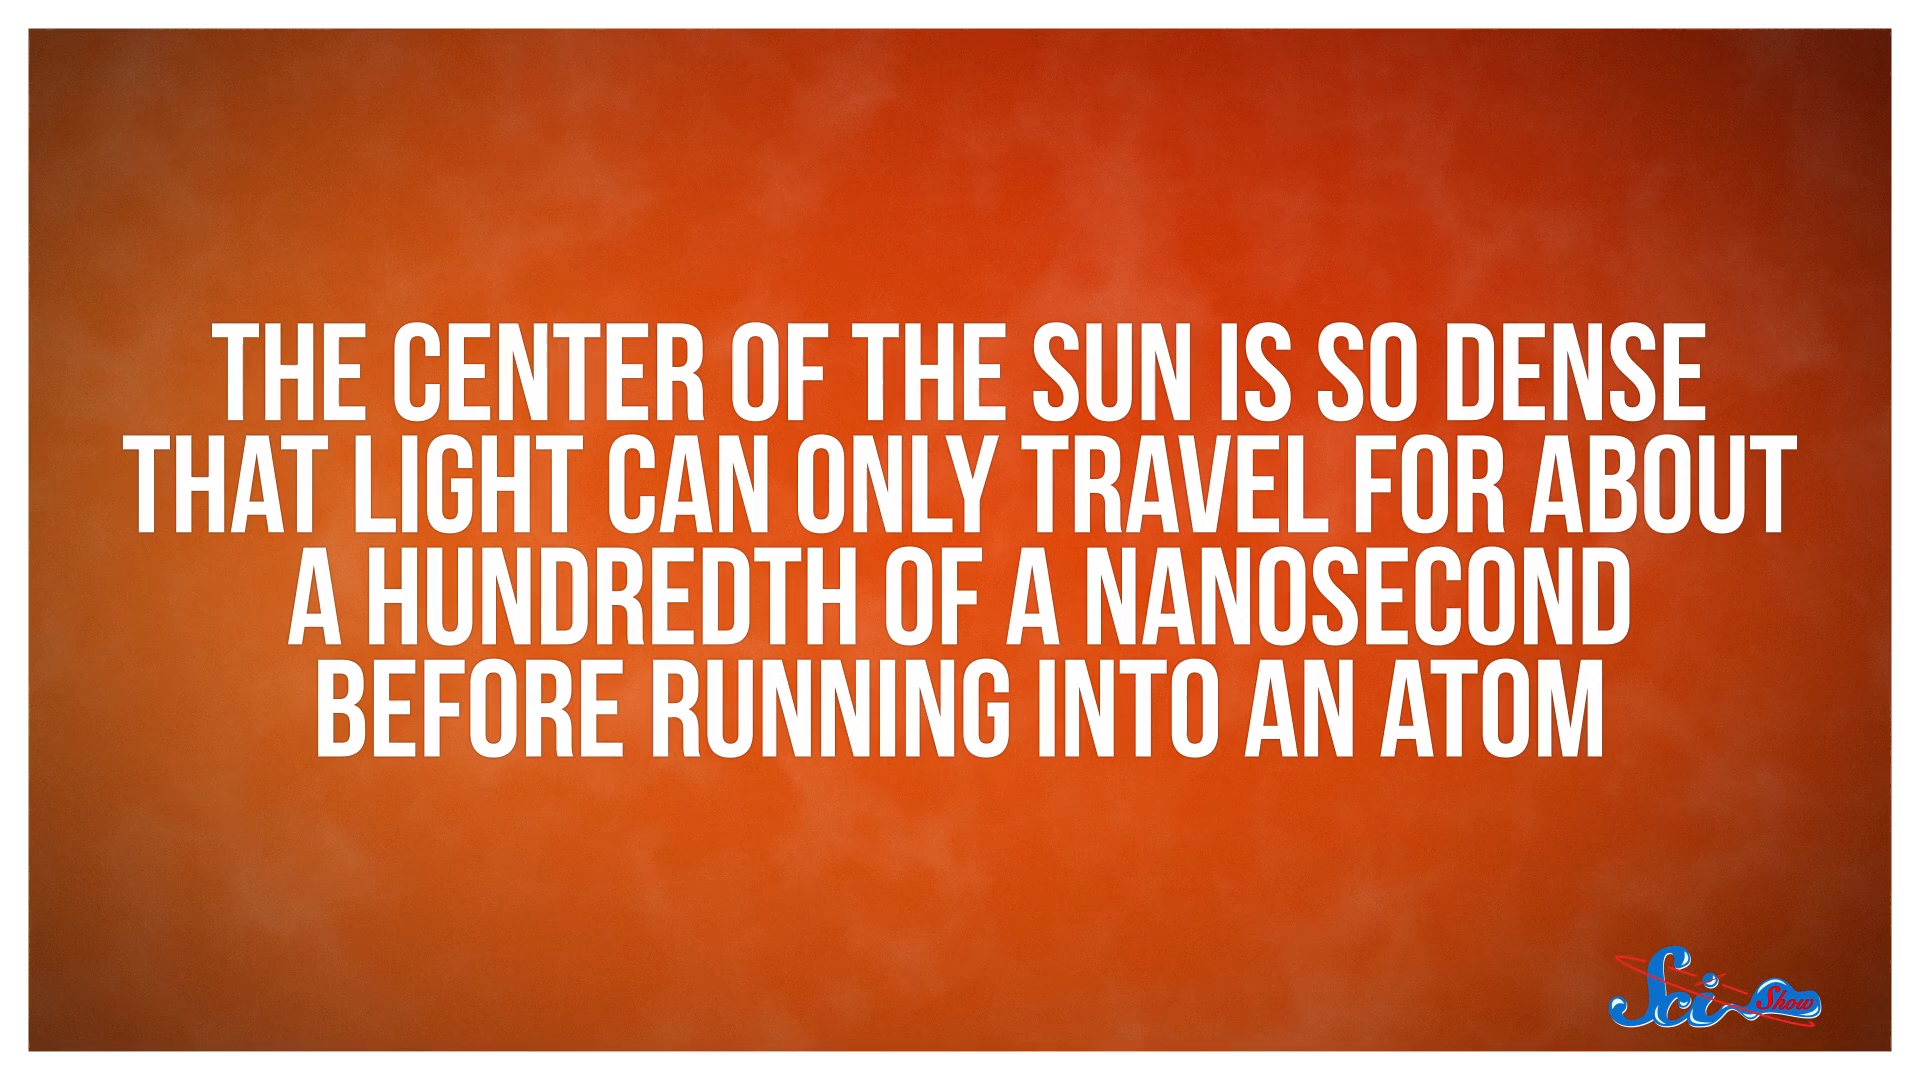 THE CENTER OF THE SUN IS SO DENSE
THAT LIGHT CAN ONLY TRAVEL FOR ABOUT
A HUNDREDTH OF A NANOSECOND
BEFORE RUNNING INTO AN ATOM
Sci Show